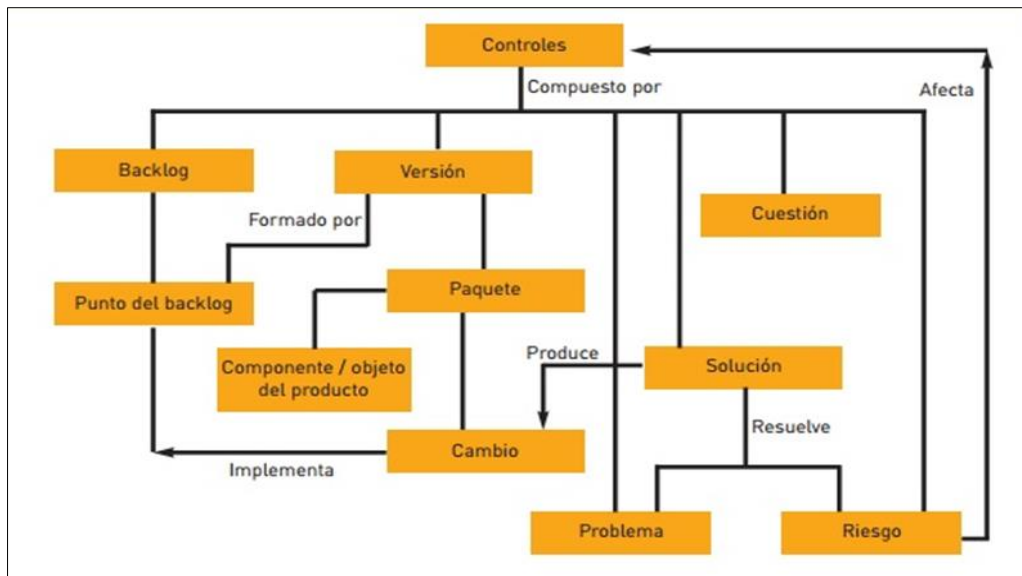 Controles
Compuesto por
Afecta
Backlog
Versión
Cuestión
Formado por
Punto del backlog
Paquete
Componente / objeto
del producto
Produce
Solución
Resuelve
Cambio
Implementa
Problema
Riesgo